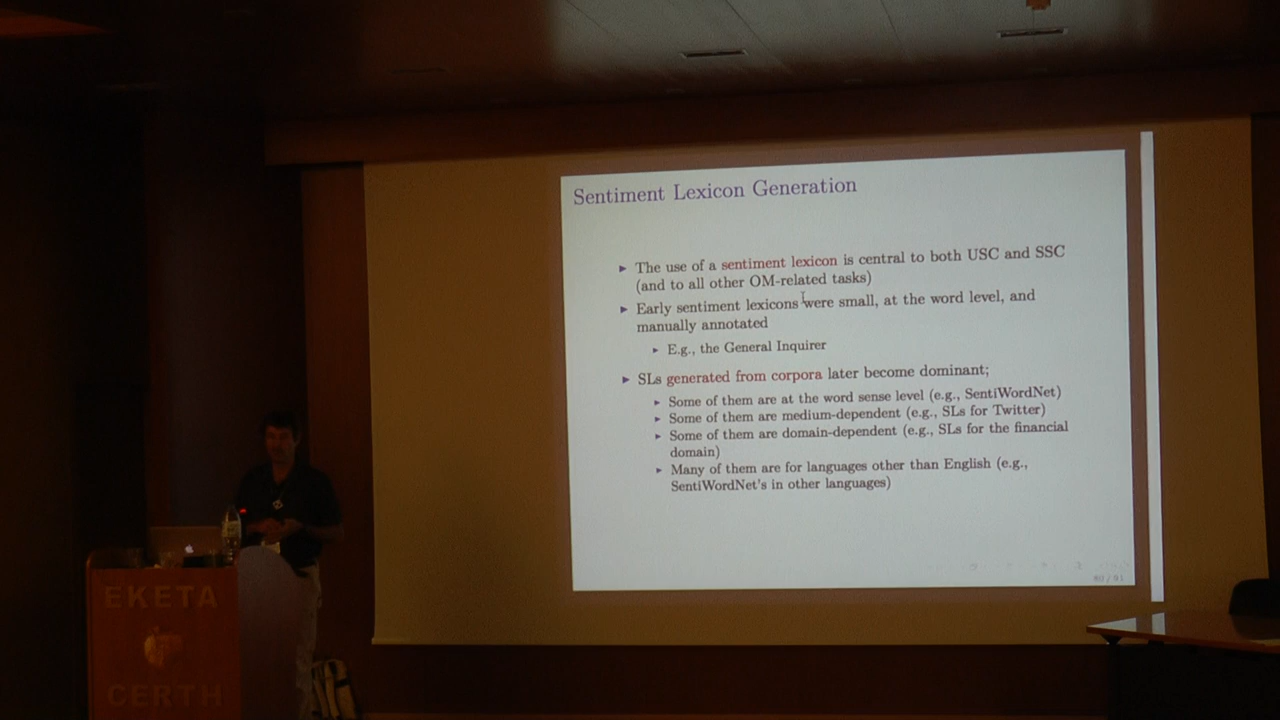 Sentiment Lexicon Generation
The use of a sentiment lexicon is central to both USC and SSC
(and to all other OM-related tasks)
Early sentiment lexicons were small, at the word level, and
manually annotated
E.g., the General Inquirer
SLs generated from corpora later become dominant;
Some of them are at the word sense level (e.g., SentiWordNet)
Some of them are medium-dependent (e.g., SLs for Twitter)
Some of them are domain-dependent (e.g., SLs for the financial
domain)
Many of them are for languages other than English (e.g.,
SentiWordNet's in other languages)
EKETA
CERTH